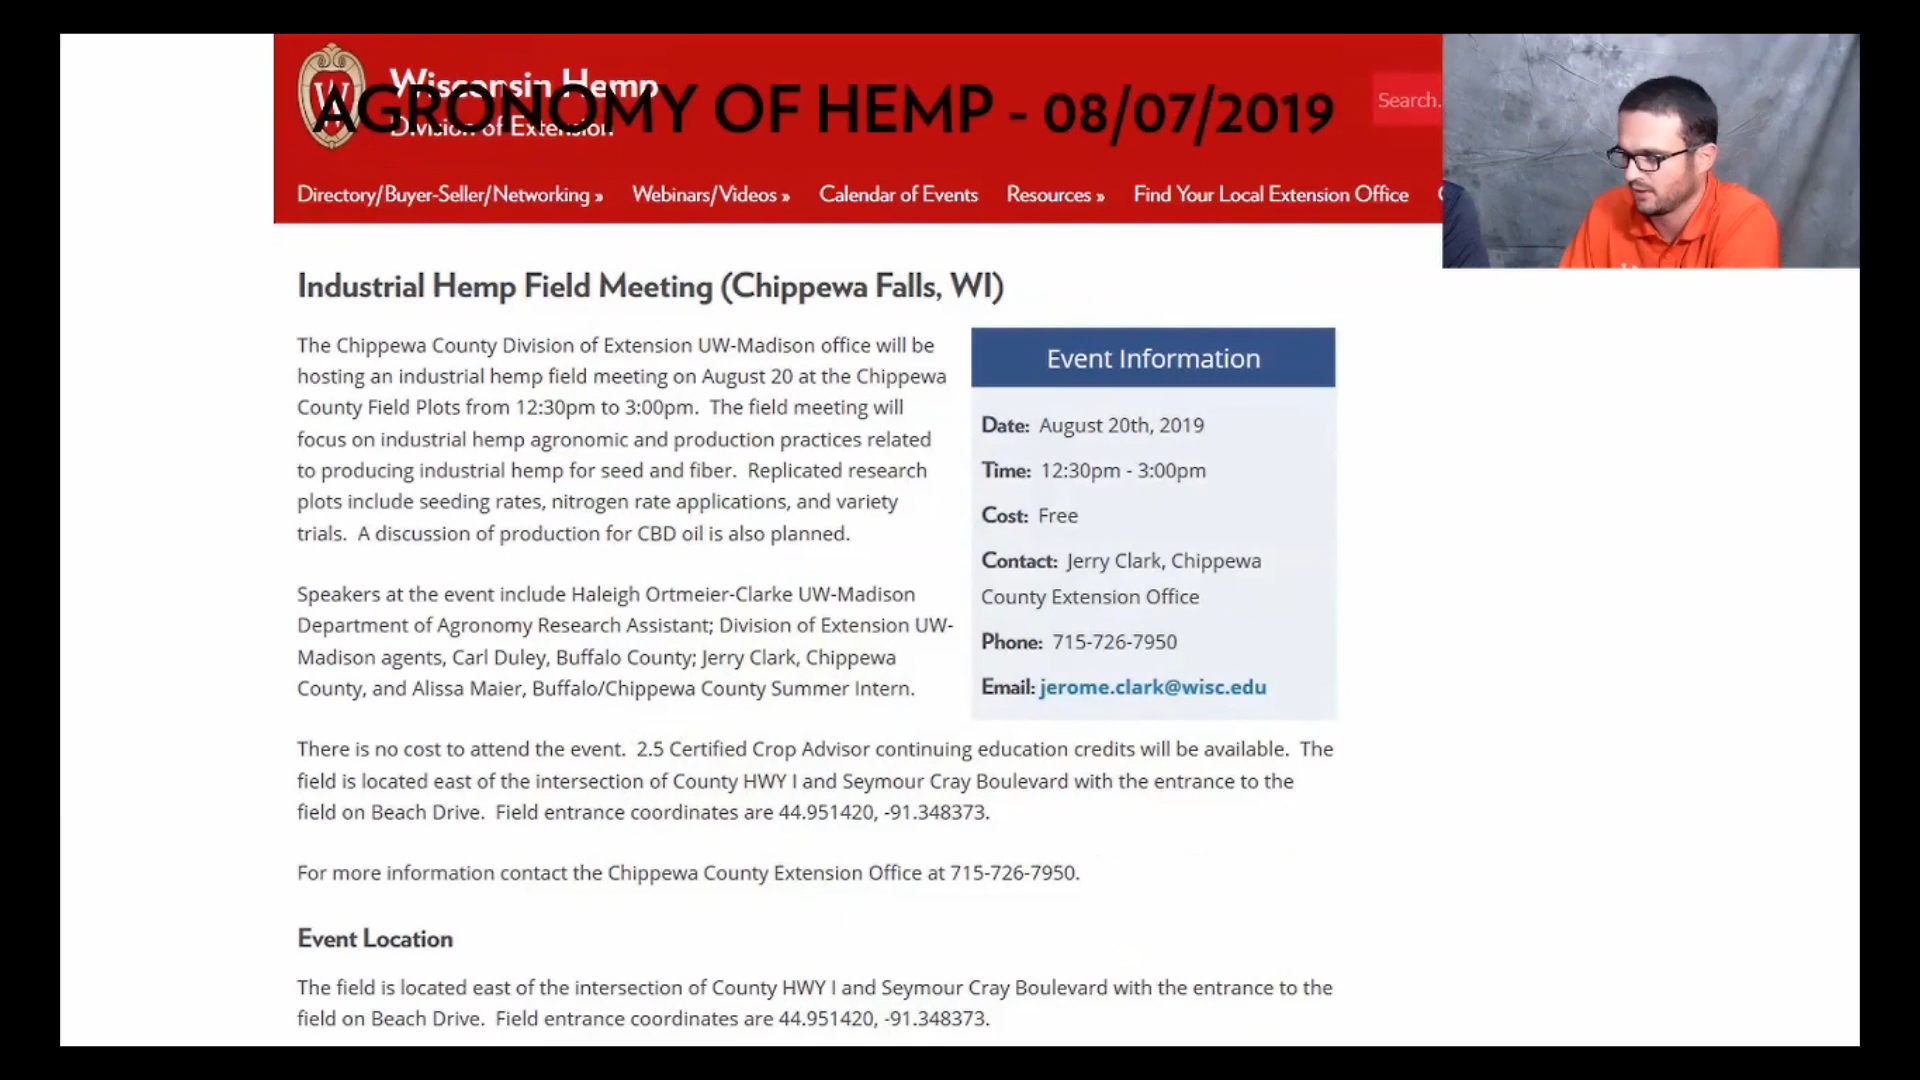 Wisconsin Hemp
Division of Extension
AGRONOMY OF HEMP - 08/07/2019
Search.
Directory/Buyer-Seller/Networking » Webinars/Videos » Calendar of Events Resources » Find Your Local Extension Office
Industrial Hemp Field Meeting (Chippewa Falls, WI)
The Chippewa County Division of Extension UW-Madison office will be
hosting an industrial hemp field meeting on August 20 at the Chippewa
County Field Plots from 12:30pm to 3:00pm. The field meeting will
focus on industrial hemp agronomic and production practices related
to producing industrial hemp for seed and fiber. Replicated research
plots include seeding rates, nitrogen rate applications, and variety
trials. A discussion of production for CBD oil is also planned.
Speakers at the event include Haleigh Ortmeier-Clarke UW-Madison
Department of Agronomy Research Assistant; Division of Extension UW-
Madison agents, Carl Duley, Buffalo County; Jerry Clark, Chippewa
County, and Alissa Maier, Buffalo/Chippewa County Summer Intern.
Event Information
Date: August 20th, 2019
Time: 12:30pm - 3:00pm
Cost: Free
Contact: Jerry Clark, Chippewa
County Extension Office
Phone: 715-726-7950
Email: jerome.clark@wisc.edu
There is no cost to attend the event. 2.5 Certified Crop Advisor continuing education credits will be available. The
field is located east of the intersection of County HWY I and Seymour Cray Boulevard with the entrance to the
field on Beach Drive. Field entrance coordinates are 44.951420, -91.348373.
For more information contact the Chippewa County Extension Office at 715-726-7950.
Event Location
The field is located east of the intersection of County HWY I and Seymour Cray Boulevard with the entrance to the
field on Beach Drive. Field entrance coordinates are 44.951420, -91.348373.